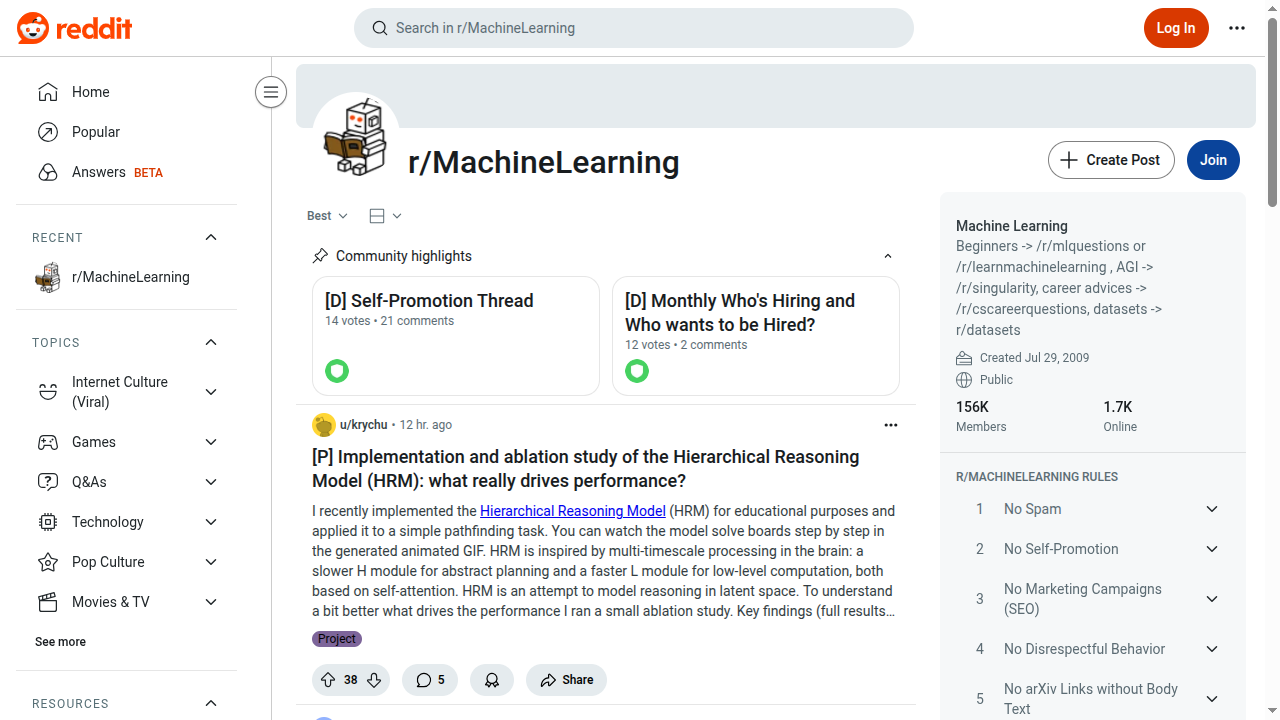 reddit
Search in r/MachineLearning
Log In
Home
Popular
Answers BETA
RECENT
r/MachineLearning
TOPICS
Internet Culture
(Viral)
Games
Q&As
Technology
Pop Culture
Movies & TV
See more
RESOURCES
r/MachineLearning
Create Post
Join
Best
Community highlights
[D] Self-Promotion Thread
14 votes • 21 comments
[D] Monthly Who's Hiring and
Who wants to be Hired?
12 votes • 2 comments
u/krychu • 12 hr. ago
[P] Implementation and ablation study of the Hierarchical Reasoning
Model (HRM): what really drives performance?
I recently implemented the Hierarchical Reasoning Model (HRM) for educational purposes and
applied it to a simple pathfinding task. You can watch the model solve boards step by step in
the generated animated GIF. HRM is inspired by multi-timescale processing in the brain: a
slower H module for abstract planning and a faster L module for low-level computation, both
based on self-attention. HRM is an attempt to model reasoning in latent space. To understand
a bit better what drives the performance I ran a small ablation study. Key findings (full results...
Project
38
5
Share
Machine Learning
Beginners -> /r/mlquestions or
/r/learnmachinelearning , AGI ->
/r/singularity, career advices ->
/r/cscareerquestions, datasets ->
r/datasets
Created Jul 29, 2009
Public
156K 1.7K
Members Online
R/MACHINELEARNING RULES
1 No Spam
2 No Self-Promotion
3 No Marketing Campaigns
(SEO)
4 No Disrespectful Behavior
5 No arXiv Links without Body
Text